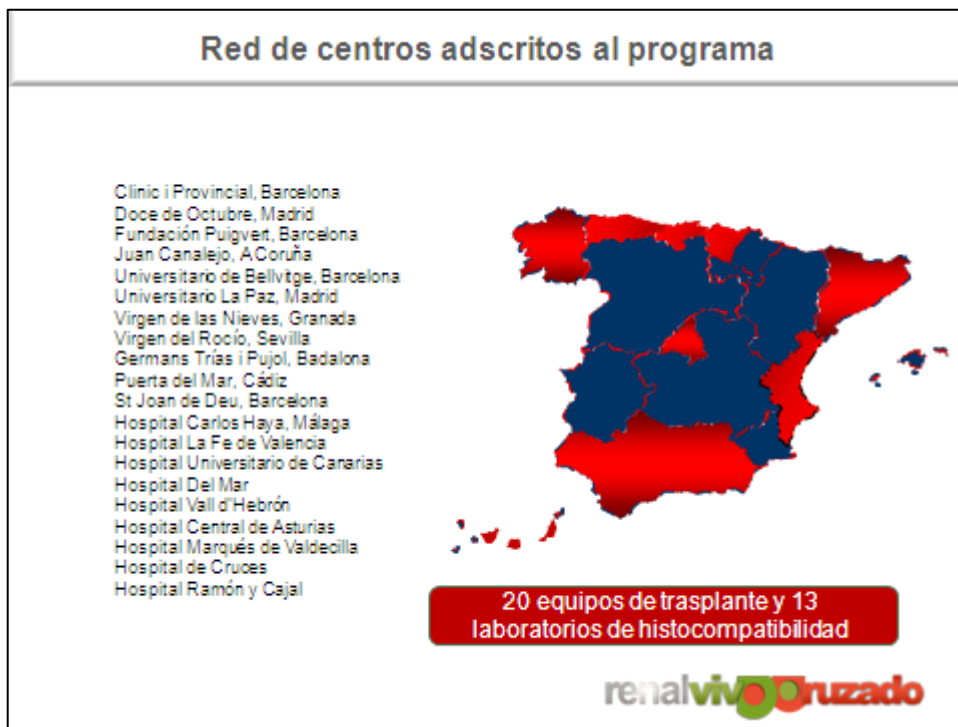 Red de centros adscritos al programa
Clinic i Provincial, Barcelona
Doce de Octubre, Madrid
Fundación Puigvert, Barcelona
Juan Canalejo, A Coruña
Universitario de Bellvitge, Barcelona
Universitario La Paz, Madrid
Virgen de las Nieves, Granada
Virgen del Rocío, Sevilla
Germans Trías i Pujol, Badalona
Puerta del Mar, Cádiz
St Joan de Deu, Barcelona
Hospital Carlos Haya, Málaga
Hospital La Fe de Valencia
Hospital Universitario de Canarias
Hospital Del Mar
Hospital Vall d'Hebrón
Hospital Central de Asturias
Hospital Marqués de Valdecilla
Hospital de Cruces
Hospital Ramón y Cajal
20 equipos de trasplante y 13
laboratorios de histocompatibilidad
renalvivocruzado